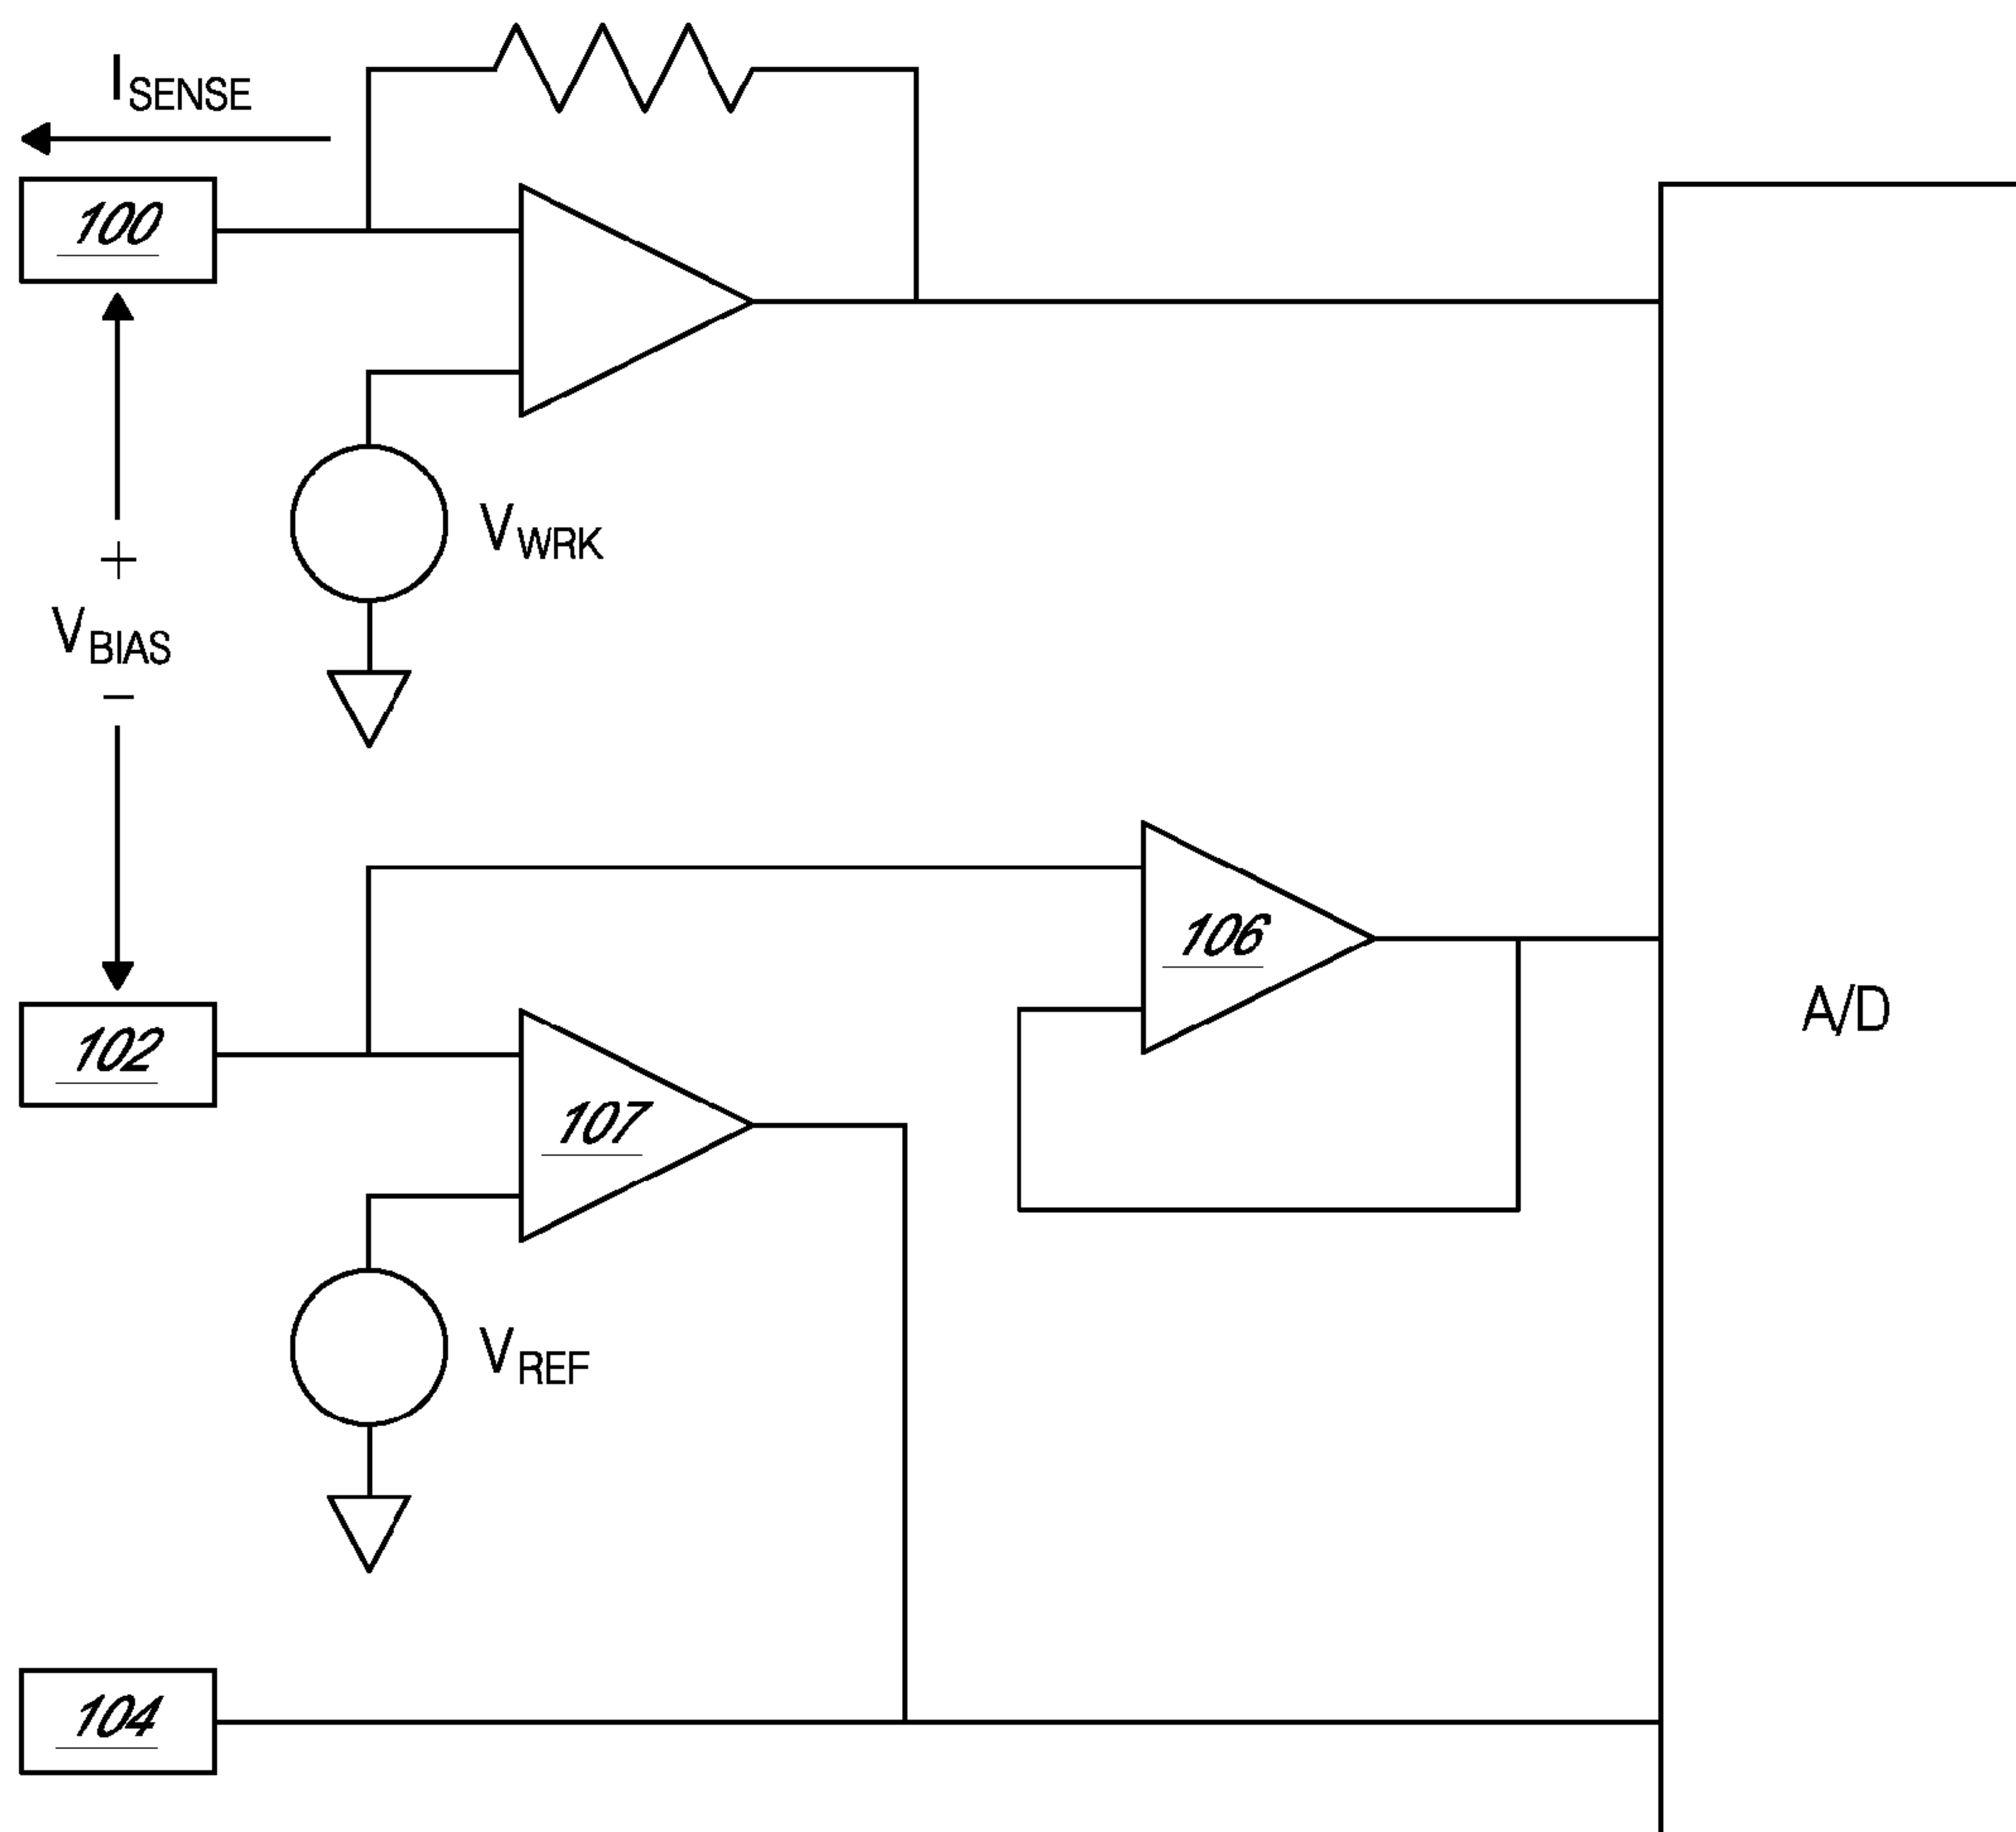 I_SENSE
100
V_WRK
+
V_BIAS
−
106
A/D
102
107
V_REF
104